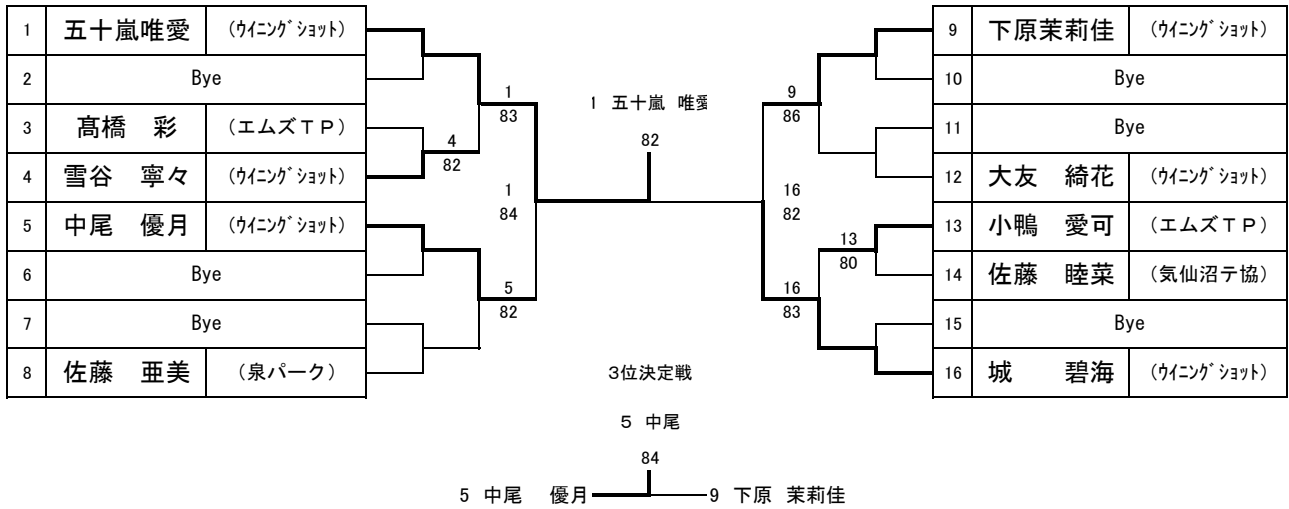 1 五十嵐唯愛 (ｳｲﾆﾝｸﾞｼｮｯﾄ)
2 Bye
3 髙橋 彩 (エムズＴＰ)
4 雪谷 寧々 (ｳｲﾆﾝｸﾞｼｮｯﾄ)
5 中尾 優月 (ｳｲﾆﾝｸﾞｼｮｯﾄ)
6 Bye
7 Bye
8 佐藤 亜美 (泉パーク)
4
82
1
83
1
84
5
82
1 五十嵐 唯愛
82
9
86
16
82
13
80
16
83
9 下原茉莉佳 (ｳｲﾆﾝｸﾞｼｮｯﾄ)
10 Bye
11 Bye
12 大友 綺花 (ｳｲﾆﾝｸﾞｼｮｯﾄ)
13 小鴨 愛可 (エムズＴＰ)
14 佐藤 睦菜 (気仙沼テ協)
15 Bye
16 城 碧海 (ｳｲﾆﾝｸﾞｼｮｯﾄ)
3位決定戦
5 中尾
84
5 中尾 優月 9 下原 茉莉佳